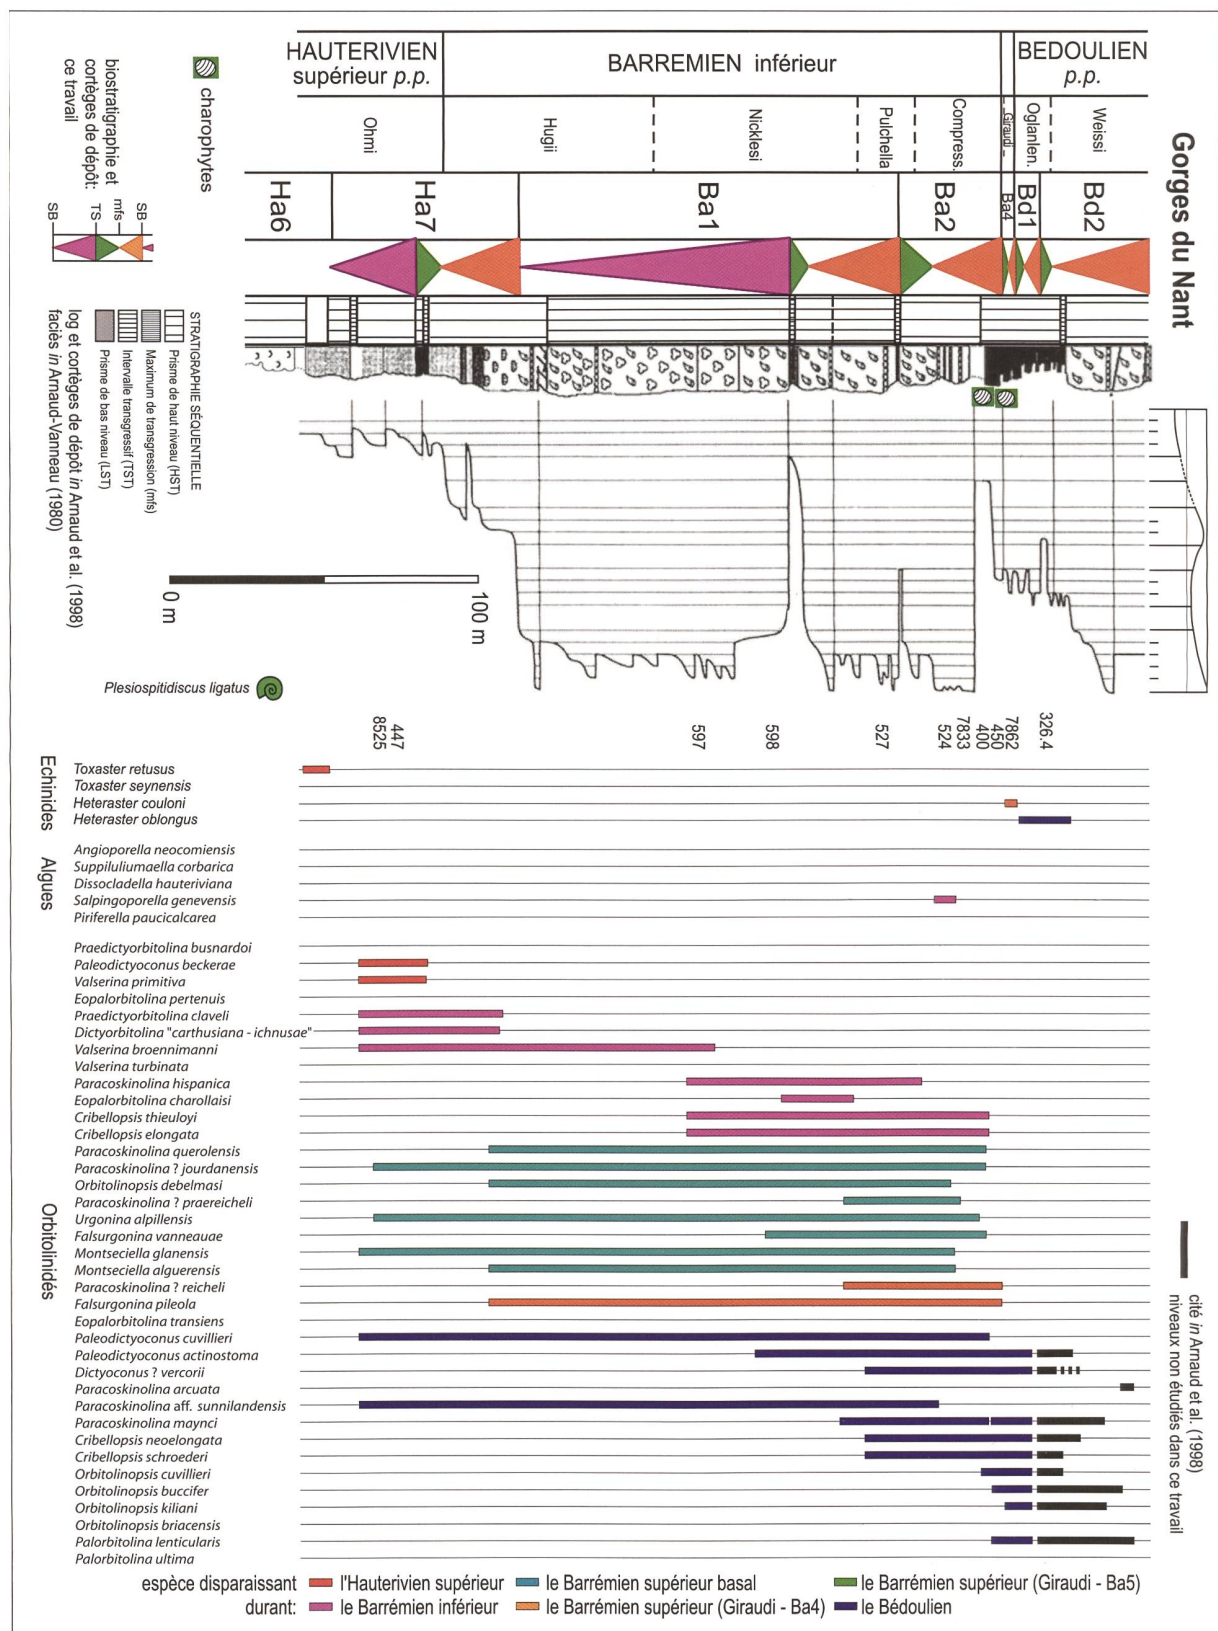 Gorges du Nant
HAUTERIVIEN
supérieur p.p.
BARREMIEN inférieur
BEDOULIEN
p.p.
Ohmi
Hugii
Nicklesi
Pulchella
Compress.
Giraudi
Oglanlen.
Weissi
Ha6
Ha7
Ba1
Ba2
Ba4
Bd1
Bd2
charophytes
biostratigraphie et
cortèges de dépôt:
ce travail
SB
mfs
TS
SB
STRATIGRAPHIE SÉQUENTIELLE
Prisme de haut niveau (HST)
Maximum de transgression (mfs)
Intervalle transgressif (TST)
Prisme de bas niveau (LST)
log et cortèges de dépôt in Arnaud et al. (1998)
faciès in Arnaud-Vanneau (1980)
0 m
100 m
Plesiospitidiscus ligatus
8525
447
597
598
527
524
7833
400
450
7862
326.4
Echinides
Toxaster retusus
Toxaster seynensis
Heteraster couloni
Heteraster oblongus
Algues
Angioporella neocomiensis
Suppiluliumaella corbarica
Dissocladella hauteriviana
Salpingoporella genevensis
Piriferella paucicalcarea
Orbitolinidés
Praedictyorbitolina busnardoi
Paleodictyoconus beckerae
Valserina primitiva
Eopalorbitolina pertenuis
Praedictyorbitolina claveli
Dictyorbitolina "carthusiana - ichnusae"
Valserina broennimanni
Valserina turbinata
Paracoskinolina hispanica
Eopalorbitolina charollaisi
Cribellopsis thieuloyi
Cribellopsis elongata
Paracoskinolina querolensis
Paracoskinolina ? jourdanensis
Orbitolinopsis debelmasi
Paracoskinolina ? praereicheli
Urgonina alpillensis
Falsurgonina vanneauae
Montseciella glanensis
Montseciella alguerensis
Paracoskinolina ? reicheli
Falsurgonina pileola
Eopalorbitolina transiens
Paleodictyoconus cuvillieri
Paleodictyoconus actinostoma
Dictyoconus ? vercorii
Paracoskinolina arcuata
Paracoskinolina aff. sunnilandensis
Paracoskinolina maynci
Cribellopsis neoelongata
Cribellopsis schroederi
Orbitolinopsis cuvillieri
Orbitolinopsis buccifer
Orbitolinopsis kiliani
Orbitolinopsis briacensis
Palorbitolina lenticularis
Palorbitolina ultima
cité in Arnaud et al. (1998)
niveaux non étudiés dans ce travail
espèce disparaissant
durant:
l'Hauterivien supérieur
le Barrémien inférieur
le Barrémien supérieur basal
le Barrémien supérieur (Giraudi - Ba4)
le Barrémien supérieur (Giraudi - Ba5)
le Bédoulien